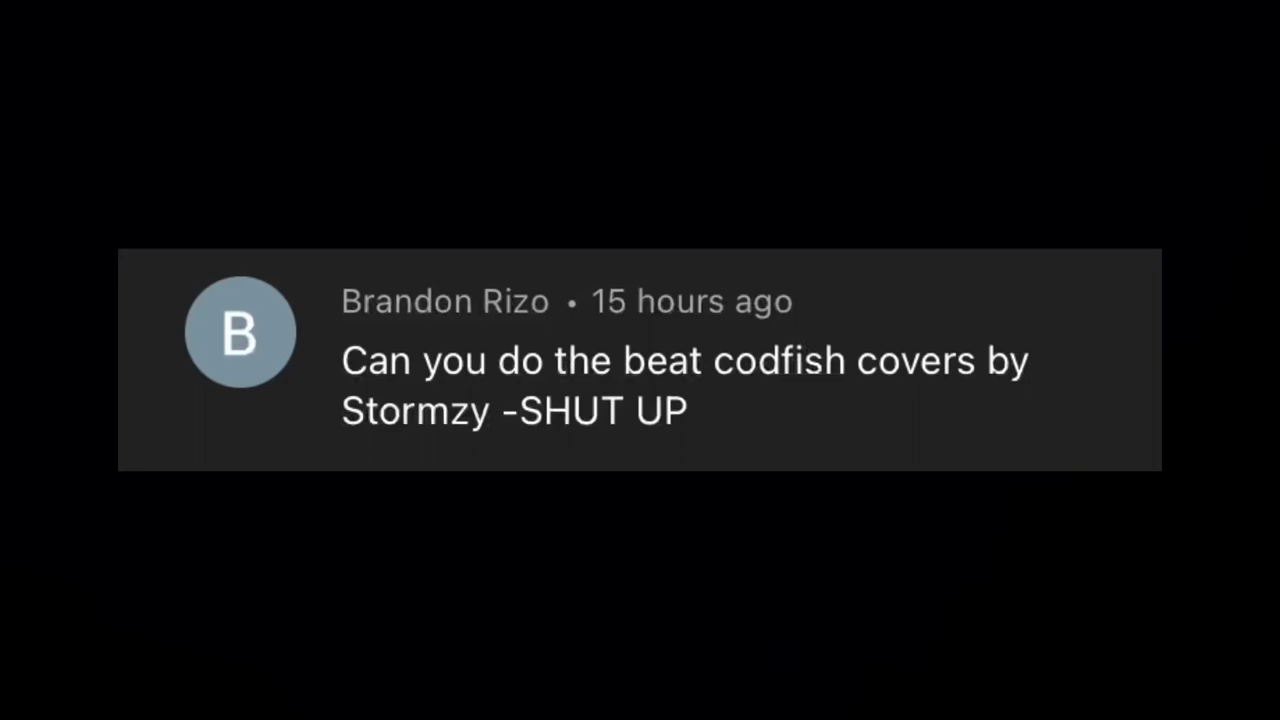 B
Brandon Rizo • 15 hours ago
Can you do the beat codfish covers by
Stormzy -SHUT UP